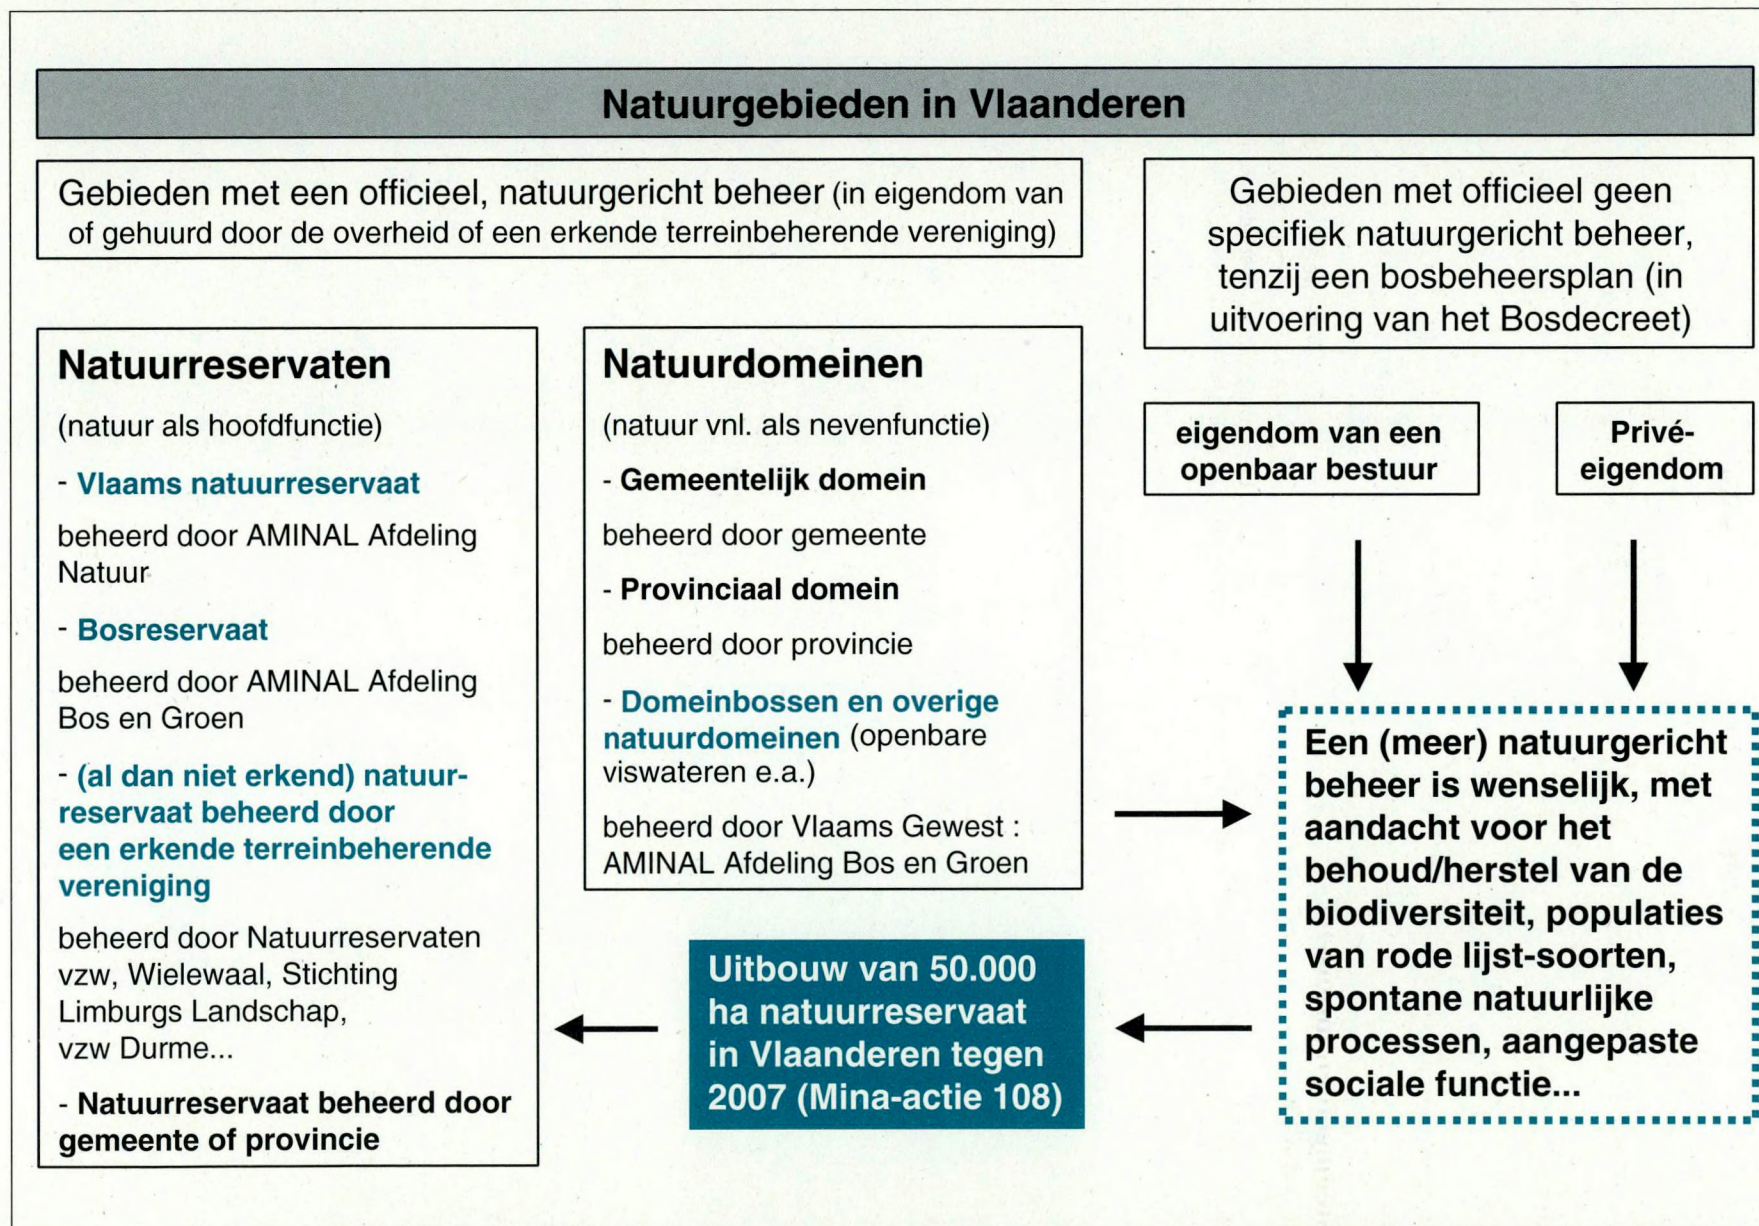 Natuurgebieden in Vlaanderen
Gebieden met een officieel, natuurgericht beheer (in eigendom van
of gehuurd door de overheid of een erkende terreinbeherende vereniging)
Gebieden met officieel geen
specifiek natuurgericht beheer,
tenzij een bosbeheersplan (in
uitvoering van het Bosdecreet)
Natuurreservaten
(natuur als hoofdfunctie)
- Vlaams natuurreservaat
beheerd door AMINAL Afdeling
Natuur
- Bosreservaat
beheerd door AMINAL Afdeling
Bos en Groen
- (al dan niet erkend) natuur-
reservaat beheerd door
een erkende terreinbeherende
vereniging
beheerd door Natuurreservaten
vzw, Wielewaal, Stichting
Limburgs Landschap,
vzw Durme...
- Natuurreservaat beheerd door
gemeente of provincie
Natuurdomeinen
(natuur vnl. als nevenfunctie)
- Gemeentelijk domein
beheerd door gemeente
- Provinciaal domein
beheerd door provincie
- Domeinbossen en overige
natuurdomeinen (openbare
viswateren e.a.)
beheerd door Vlaams Gewest :
AMINAL Afdeling Bos en Groen
eigendom van een
openbaar bestuur
Privé-
eigendom
Een (meer) natuurgericht
beheer is wenselijk, met
aandacht voor het
behoud/herstel van de
biodiversiteit, populaties
van rode lijst-soorten,
spontane natuurlijke
processen, aangepaste
sociale functie...
Uitbouw van 50.000
ha natuurreservaat
in Vlaanderen tegen
2007 (Mina-actie 108)